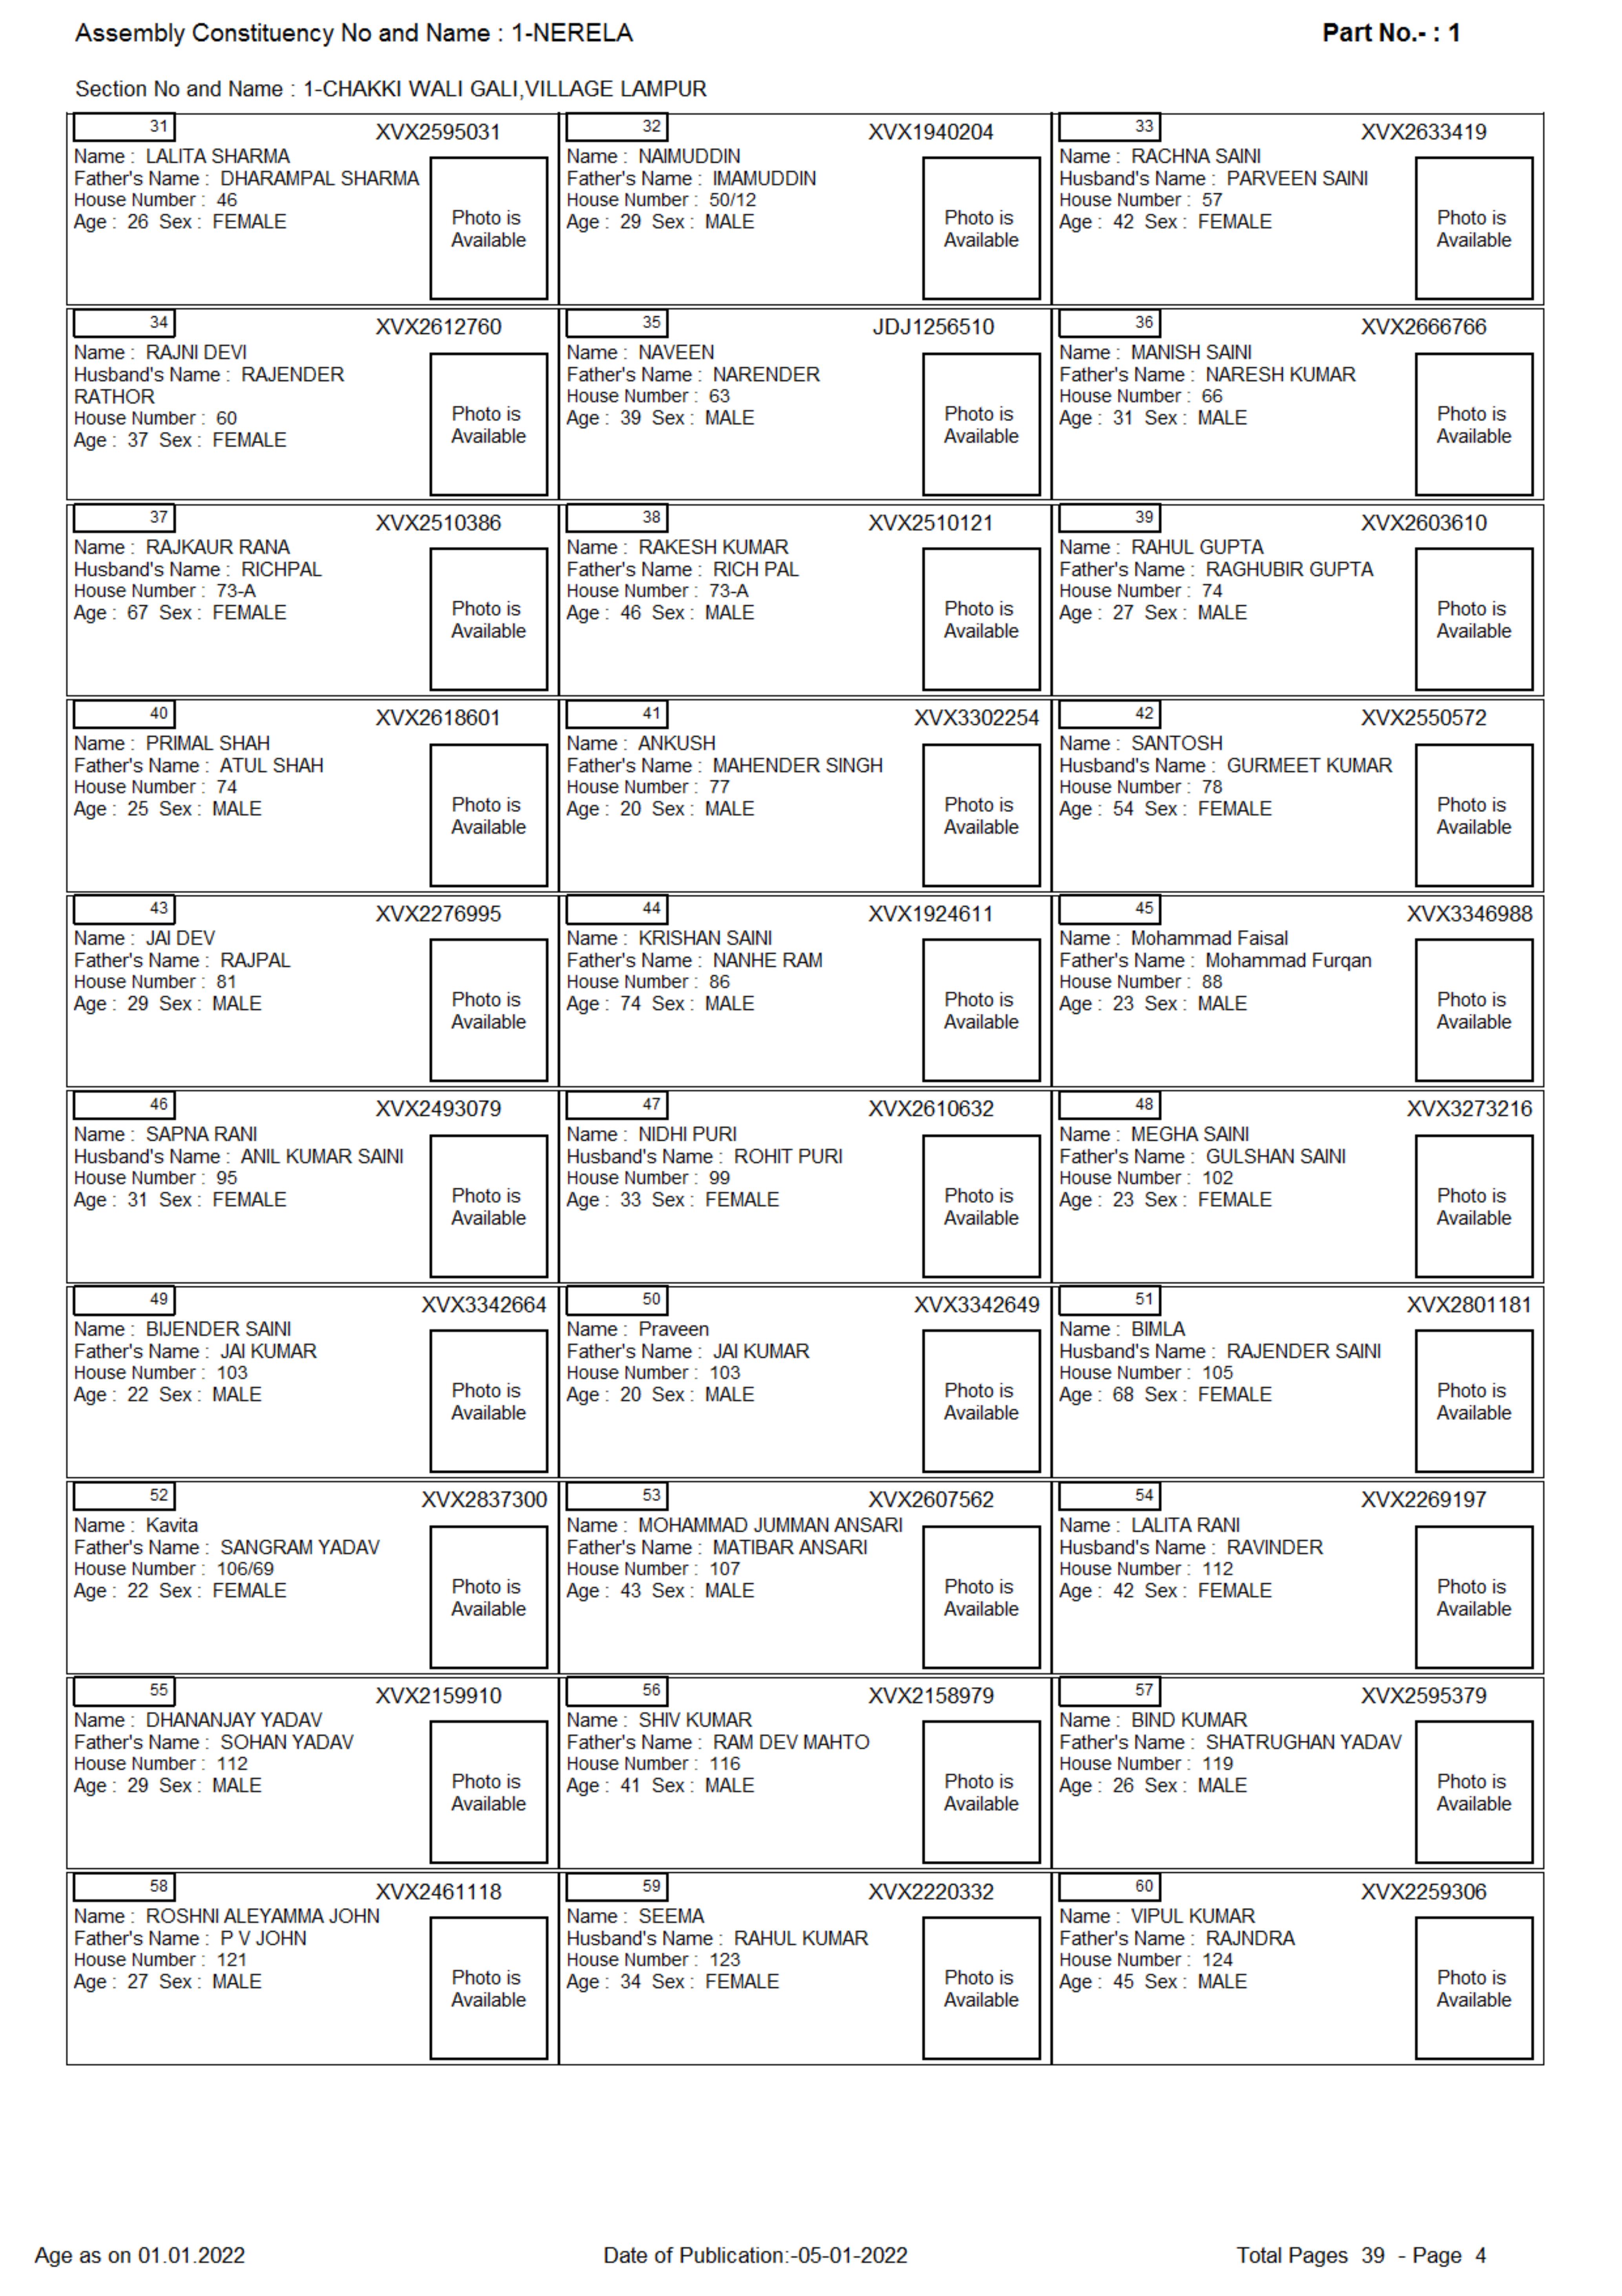 Assembly Constituency No and Name : 1-NERELA
Part No.- : 1
Section No and Name : 1-CHAKKI WALI GALI,VILLAGE LAMPUR
31
XVX2595031
Name : LALITA SHARMA
Father's Name : DHARAMPAL SHARMA
House Number : 46
Age : 26 Sex : FEMALE
Photo is
Available
32
XVX1940204
Name : NAIMUDDIN
Father's Name : IMAMUDDIN
House Number : 50/12
Age : 29 Sex : MALE
Photo is
Available
33
XVX2633419
Name : RACHNA SAINI
Husband's Name : PARVEEN SAINI
House Number : 57
Age : 42 Sex : FEMALE
Photo is
Available
34
XVX2612760
Name : RAJNI DEVI
Husband's Name : RAJENDER
RATHOR
House Number : 60
Age : 37 Sex : FEMALE
Photo is
Available
35
JDJ1256510
Name : NAVEEN
Father's Name : NARENDER
House Number : 63
Age : 39 Sex : MALE
Photo is
Available
36
XVX2666766
Name : MANISH SAINI
Father's Name : NARESH KUMAR
House Number : 66
Age : 31 Sex : MALE
Photo is
Available
37
XVX2510386
Name : RAJKAUR RANA
Husband's Name : RICHPAL
House Number : 73-A
Age : 67 Sex : FEMALE
Photo is
Available
38
XVX2510121
Name : RAKESH KUMAR
Father's Name : RICH PAL
House Number : 73-A
Age : 46 Sex : MALE
Photo is
Available
39
XVX2603610
Name : RAHUL GUPTA
Father's Name : RAGHUBIR GUPTA
House Number : 74
Age : 27 Sex : MALE
Photo is
Available
40
XVX2618601
Name : PRIMAL SHAH
Father's Name : ATUL SHAH
House Number : 74
Age : 25 Sex : MALE
Photo is
Available
41
XVX3302254
Name : ANKUSH
Father's Name : MAHENDER SINGH
House Number : 77
Age : 20 Sex : MALE
Photo is
Available
42
XVX2550572
Name : SANTOSH
Husband's Name : GURMEET KUMAR
House Number : 78
Age : 54 Sex : FEMALE
Photo is
Available
43
XVX2276995
Name : JAI DEV
Father's Name : RAJPAL
House Number : 81
Age : 29 Sex : MALE
Photo is
Available
44
XVX1924611
Name : KRISHAN SAINI
Father's Name : NANHE RAM
House Number : 86
Age : 74 Sex : MALE
Photo is
Available
45
XVX3346988
Name : Mohammad Faisal
Father's Name : Mohammad Furqan
House Number : 88
Age : 23 Sex : MALE
Photo is
Available
46
XVX2493079
Name : SAPNA RANI
Husband's Name : ANIL KUMAR SAINI
House Number : 95
Age : 31 Sex : FEMALE
Photo is
Available
47
XVX2610632
Name : NIDHI PURI
Husband's Name : ROHIT PURI
House Number : 99
Age : 33 Sex : FEMALE
Photo is
Available
48
XVX3273216
Name : MEGHA SAINI
Father's Name : GULSHAN SAINI
House Number : 102
Age : 23 Sex : FEMALE
Photo is
Available
49
XVX3342664
Name : BIJENDER SAINI
Father's Name : JAI KUMAR
House Number : 103
Age : 22 Sex : MALE
Photo is
Available
50
XVX3342649
Name : Praveen
Father's Name : JAI KUMAR
House Number : 103
Age : 20 Sex : MALE
Photo is
Available
51
XVX2801181
Name : BIMLA
Husband's Name : RAJENDER SAINI
House Number : 105
Age : 68 Sex : FEMALE
Photo is
Available
52
XVX2837300
Name : Kavita
Father's Name : SANGRAM YADAV
House Number : 106/69
Age : 22 Sex : FEMALE
Photo is
Available
53
XVX2607562
Name : MOHAMMAD JUMMAN ANSARI
Father's Name : MATIBAR ANSARI
House Number : 107
Age : 43 Sex : MALE
Photo is
Available
54
XVX2269197
Name : LALITA RANI
Husband's Name : RAVINDER
House Number : 112
Age : 42 Sex : FEMALE
Photo is
Available
55
XVX2159910
Name : DHANANJAY YADAV
Father's Name : SOHAN YADAV
House Number : 112
Age : 29 Sex : MALE
Photo is
Available
56
XVX2158979
Name : SHIV KUMAR
Father's Name : RAM DEV MAHTO
House Number : 116
Age : 41 Sex : MALE
Photo is
Available
57
XVX2595379
Name : BIND KUMAR
Father's Name : SHATRUGHAN YADAV
House Number : 119
Age : 26 Sex : MALE
Photo is
Available
58
XVX2461118
Name : ROSHNI ALEYAMMA JOHN
Father's Name : P V JOHN
House Number : 121
Age : 27 Sex : MALE
Photo is
Available
59
XVX2220332
Name : SEEMA
Husband's Name : RAHUL KUMAR
House Number : 123
Age : 34 Sex : FEMALE
Photo is
Available
60
XVX2259306
Name : VIPUL KUMAR
Father's Name : RAJNDRA
House Number : 124
Age : 45 Sex : MALE
Photo is
Available
Age as on 01.01.2022
Date of Publication:-05-01-2022
Total Pages 39 - Page 4